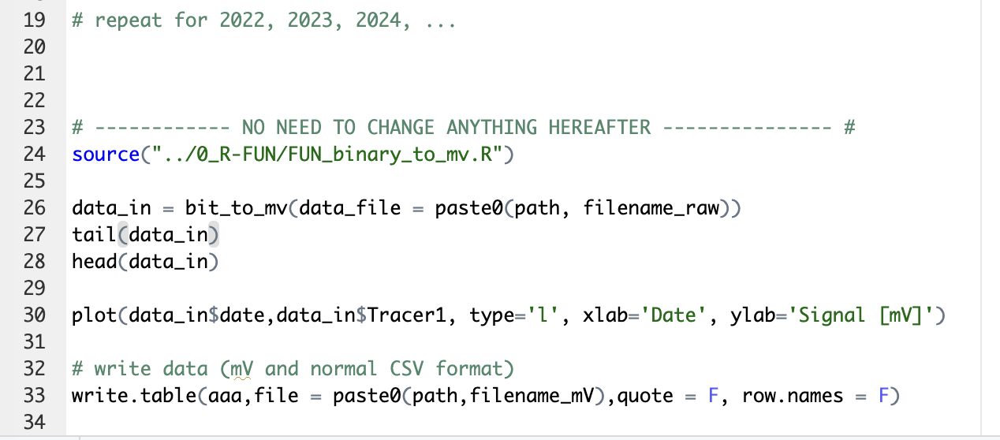 19 # repeat for 2022, 2023, 2024, ...
20
21
22
23 # ------------ NO NEED TO CHANGE ANYTHING HEREAFTER --------------- #
24 source("../0_R-FUN/FUN_binary_to_mv.R")
25
26 data_in = bit_to_mv(data_file = paste0(path, filename_raw))
27 tail(data_in)
28 head(data_in)
29
30 plot(data_in$date,data_in$Tracer1, type='l', xlab='Date', ylab='Signal [mV]')
31
32 # write data (mV and normal CSV format)
33 write.table(aaa,file = paste0(path,filename_mV),quote = F, row.names = F)
34